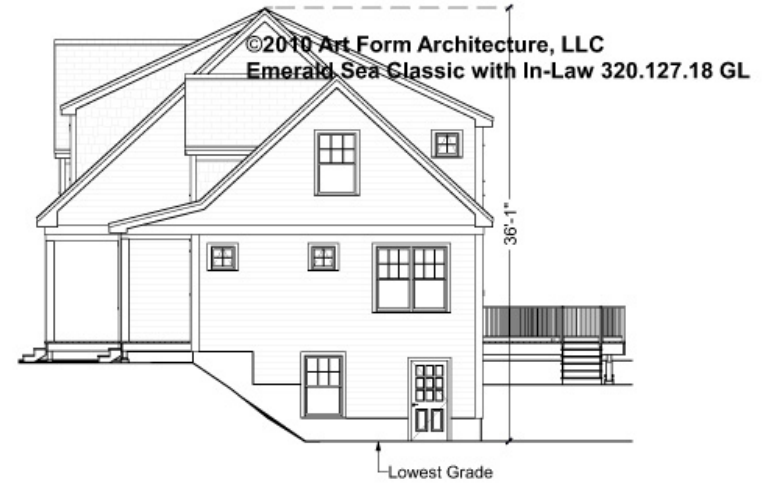 ©2010 Art Form Architecture, LLC
Emerald Sea Classic with In-Law 320.127.18 GL
36'-1"
Lowest Grade